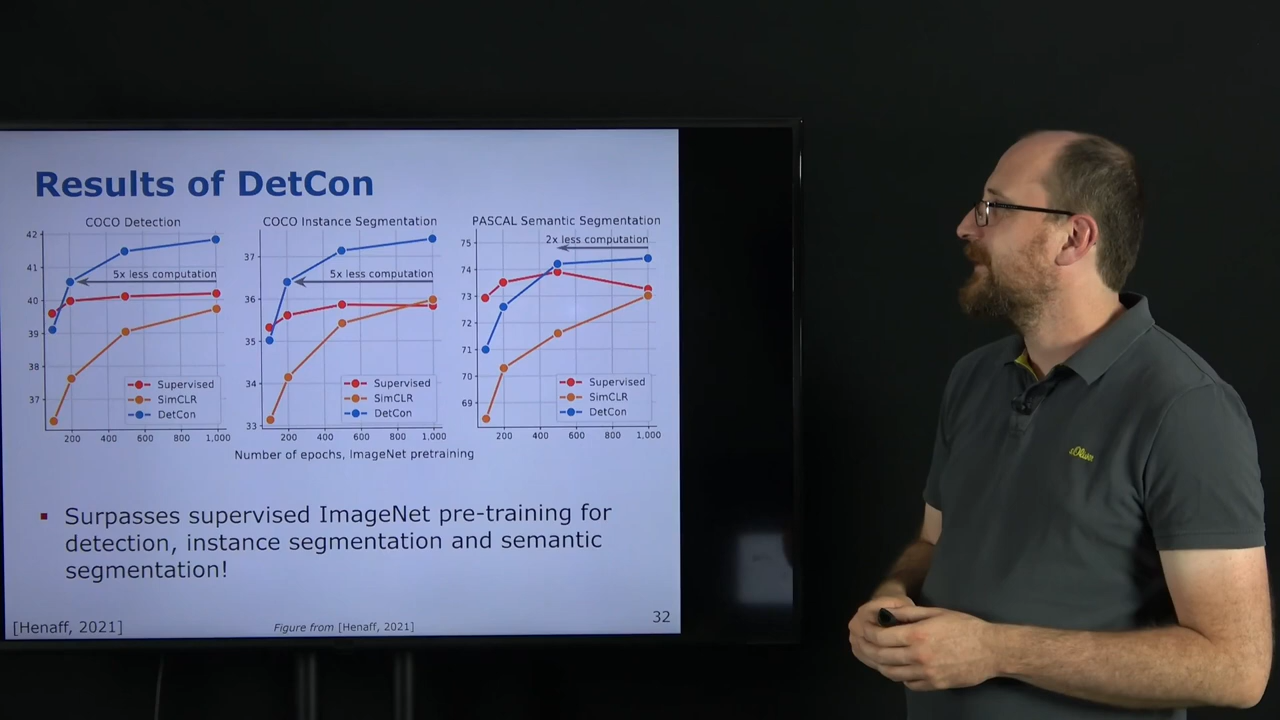 Results of DetCon
COCO Detection
42
41
40
39
38
37
5x less computation
Supervised
SimCLR
DetCon
200 400 600 800 1,000
COCO Instance Segmentation
37
36
35
34
33
5x less computation
Supervised
SimCLR
DetCon
200 400 600 800 1,000
PASCAL Semantic Segmentation
75
74
73
72
71
70
69
2x less computation
Supervised
SimCLR
DetCon
200 400 600 800 1,000
Number of epochs, ImageNet pretraining
▪ Surpasses supervised ImageNet pre-training for
detection, instance segmentation and semantic
segmentation!
[Henaff, 2021]
Figure from [Henaff, 2021]
32
s.Oliver